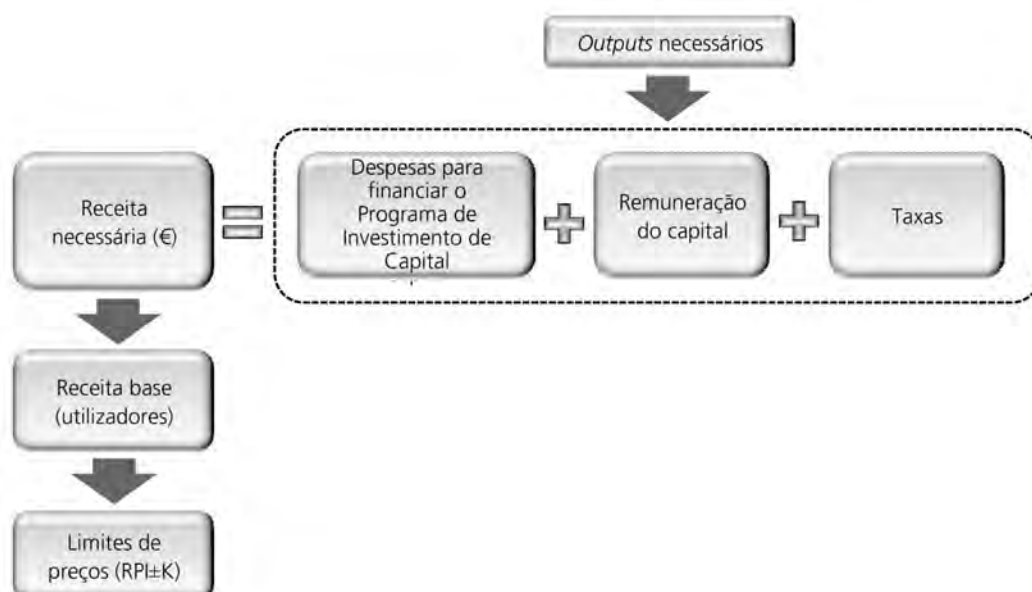 Outputs necessários
Receita
necessária (€)
=
Despesas para
financiar o
Programa de
Investimento de
Capital
+
Remuneração
do capital
+
Taxas
Receita base
(utilizadores)
Limites de
preços (RPI±K)